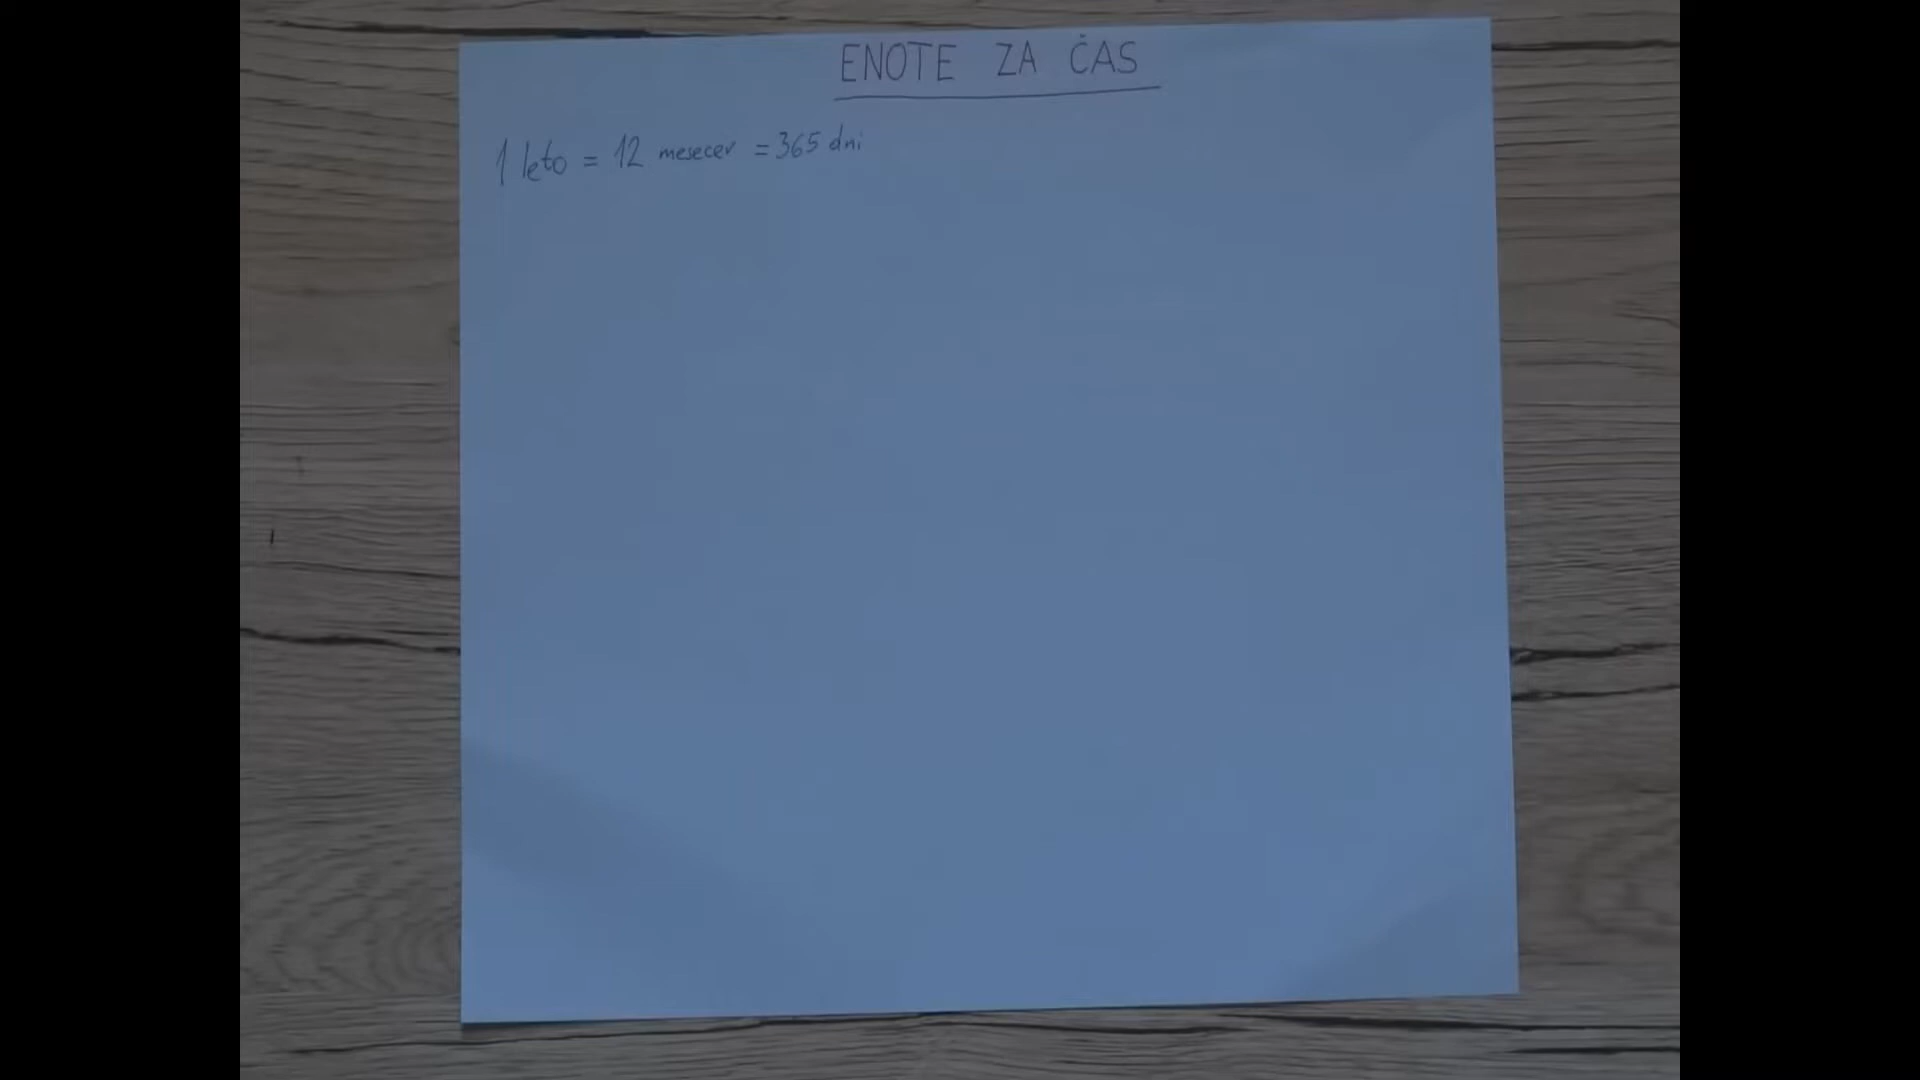 ENOTE ZA ČAS
1 leto = 12 mesecev = 365 dni